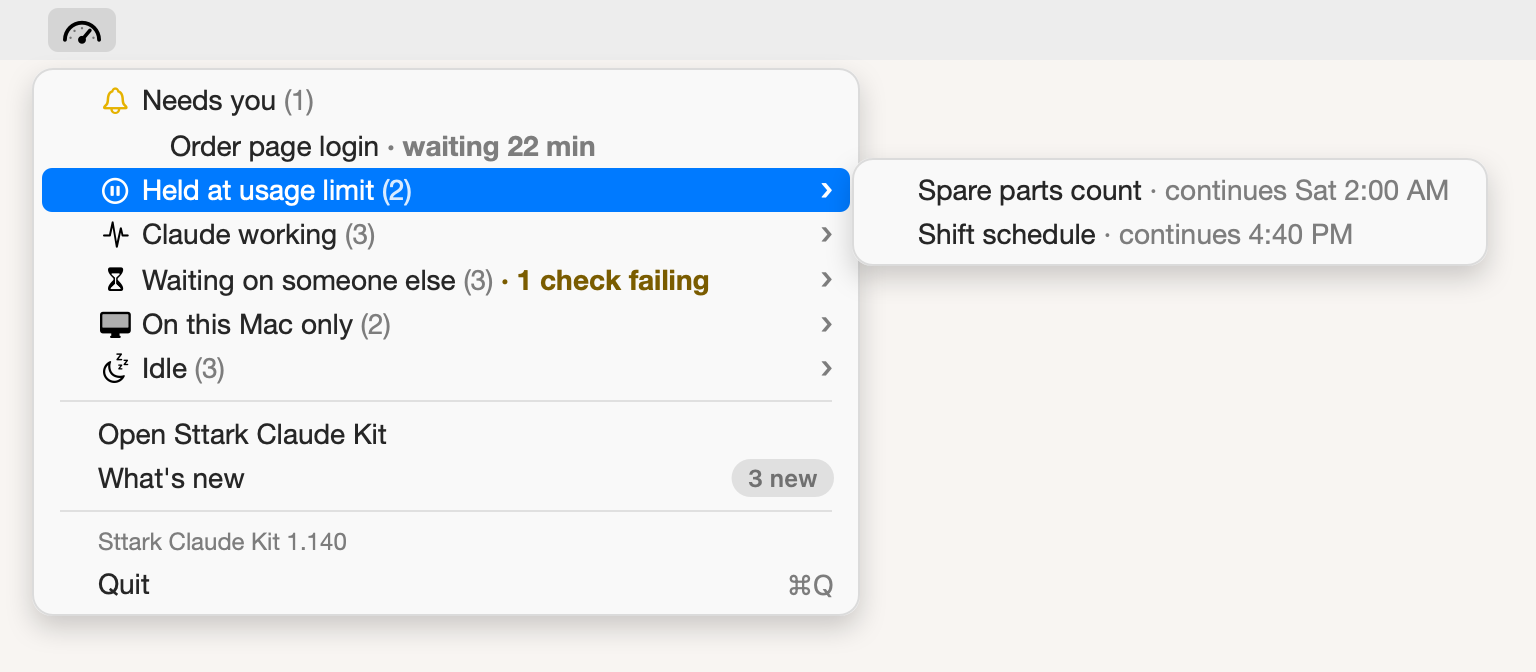 Needs you (1)
Order page login · waiting 22 min
Held at usage limit (2)
Spare parts count · continues Sat 2:00 AM
Shift schedule · continues 4:40 PM
Claude working (3)
Waiting on someone else (3) · 1 check failing
On this Mac only (2)
Idle (3)
Open Sttark Claude Kit
What's new
3 new
Sttark Claude Kit 1.140
Quit
⌘Q